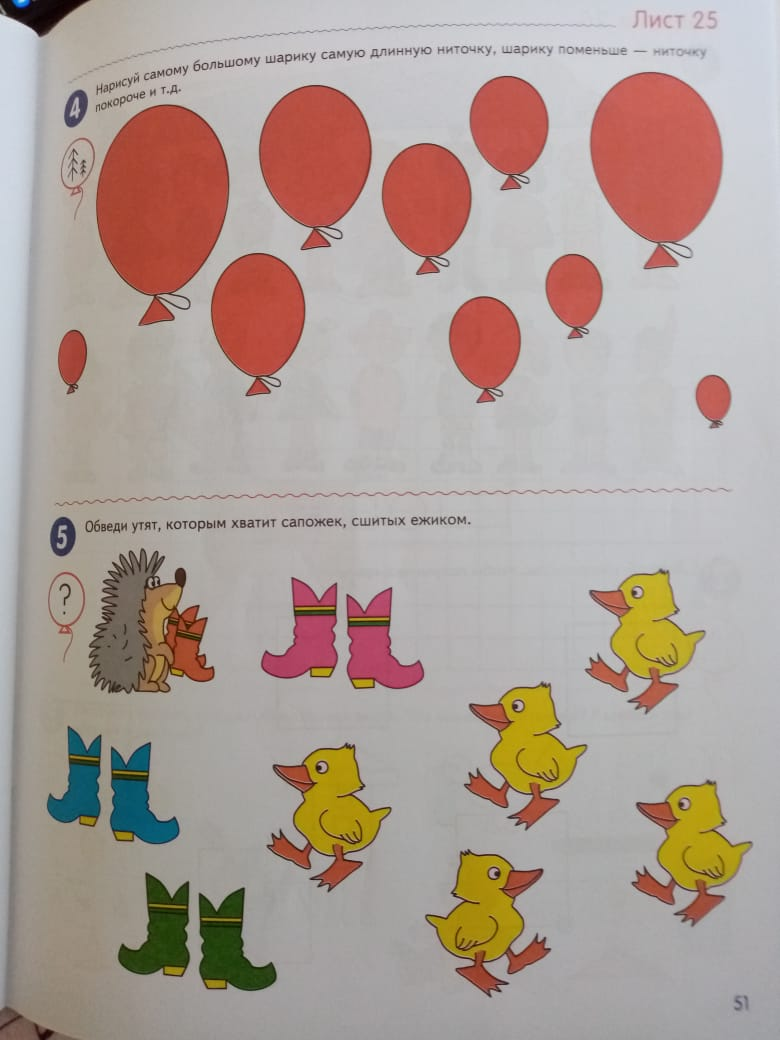 Лист 25
4 Нарисуй самому большому шарику самую длинную ниточку, шарику поменьше — ниточку
покороче и т.д.
5 Обведи утят, которым хватит сапожек, сшитых ежиком.
?
51